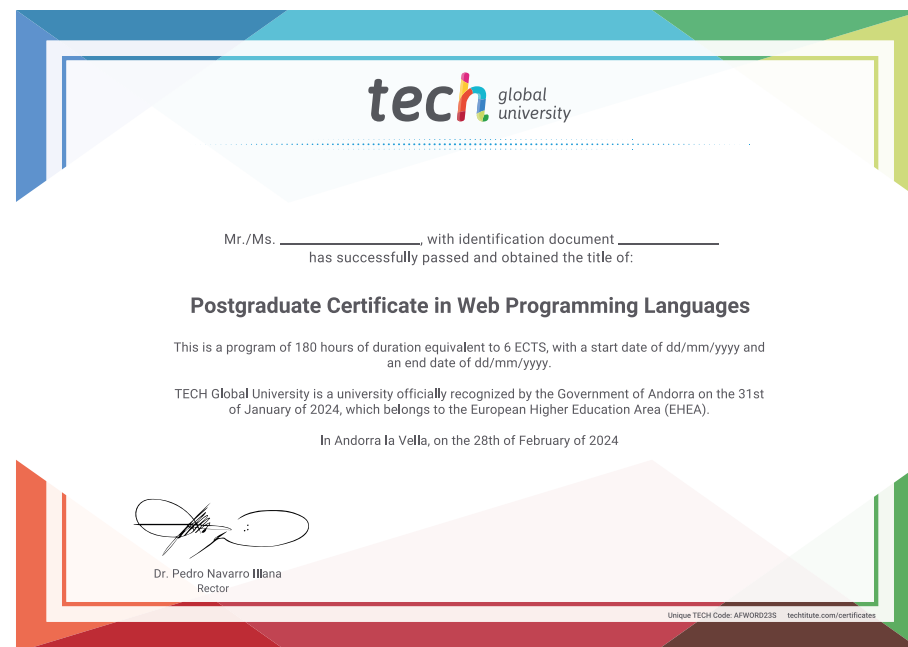 tech global university
Mr./Ms. ____________, with identification document ____________
has successfully passed and obtained the title of:
Postgraduate Certificate in Web Programming Languages
This is a program of 180 hours of duration equivalent to 6 ECTS, with a start date of dd/mm/yyyy and
an end date of dd/mm/yyyy.
TECH Global University is a university officially recognized by the Government of Andorra on the 31st
of January of 2024, which belongs to the European Higher Education Area (EHEA).
In Andorra la Vella, on the 28th of February of 2024
Dr. Pedro Navarro Illana
Rector
Unique TECH Code: AFWORD23S techtitute.com/certificates